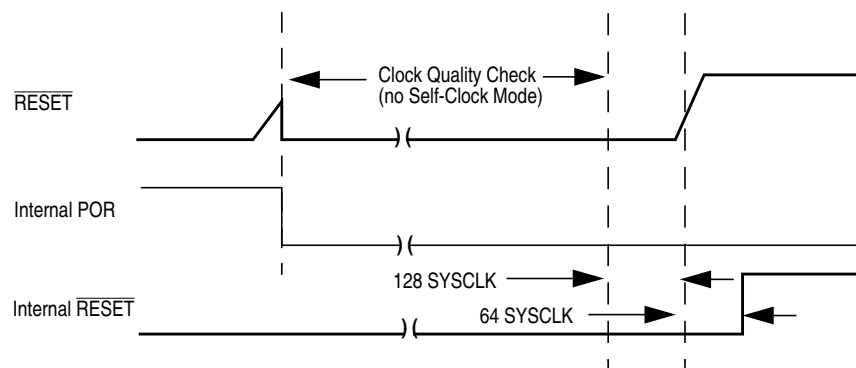 Clock Quality Check
(no Self-Clock Mode)
RESET
Internal POR
128 SYSCLK
Internal RESET
64 SYSCLK